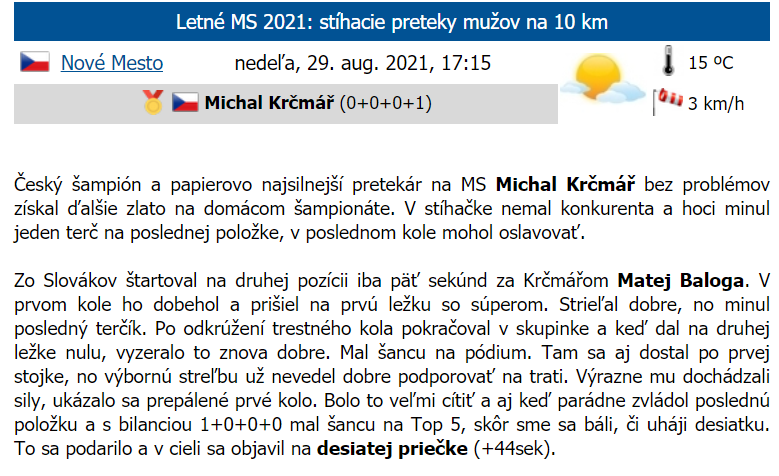 Letné MS 2021: stíhacie preteky mužov na 10 km
Nové Mesto nedeľa, 29. aug. 2021, 17:15 15 ºC
Michal Krčmář (0+0+0+1) 3 km/h
Český šampión a papierovo najsilnejší pretekár na MS Michal Krčmář bez problémov
získal ďalšie zlato na domácom šampionáte. V stíhačke nemal konkurenta a hoci minul
jeden terč na poslednej položke, v poslednom kole mohol oslavovať.
Zo Slovákov štartoval na druhej pozícii iba päť sekúnd za Krčmářom Matej Baloga. V
prvom kole ho dobehol a prišiel na prvú ležku so súperom. Strieľal dobre, no minul
posledný terčík. Po odkrúžení trestného kola pokračoval v skupinke a keď dal na druhej
ležke nulu, vyzeralo to znova dobre. Mal šancu na pódium. Tam sa aj dostal po prvej
stojke, no výbornú streľbu už nevedel dobre podporovať na trati. Výrazne mu dochádzali
sily, ukázalo sa prepálené prvé kolo. Bolo to veľmi cítiť a aj keď parádne zvládol poslednú
položku a s bilanciou 1+0+0+0 mal šancu na Top 5, skôr sme sa báli, či uháji desiatku.
To sa podarilo a v cieli sa objavil na desiatej priečke (+44sek).